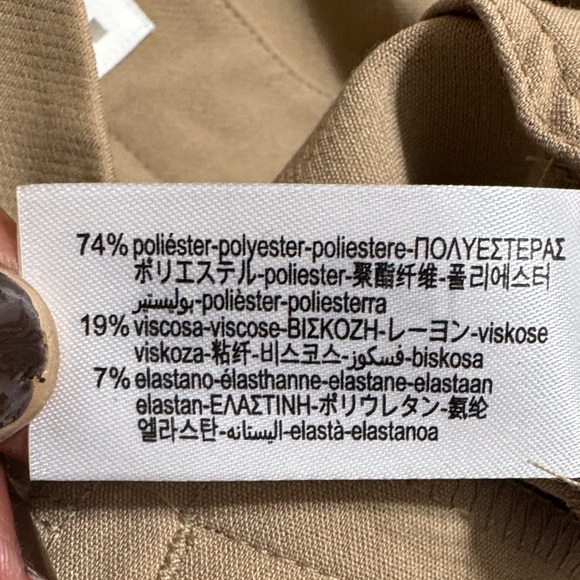 74% poliéster-polyester-poliestere-ΠΟΛΥΕΣΤΕΡΑΣ
ポリエステル-poliester-聚酯纤维-폴리에스터
بوليستير-polièster-poliesterra
19% viscosa-viscose-ΒΙΣΚΟΖΗ-レーヨン-viskose
viskoza-粘纤-비스코스-فسكوز-biskosa
7% elastano-élasthanne-elastane-elastaan
elastan-ΕΛΑΣΤΙΝΗ-ポリウレタン-氨纶
엘라스탄-اليستانه-elastà-elastanoa